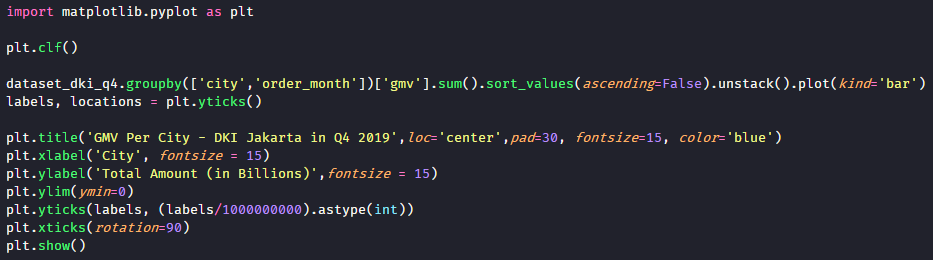 import matplotlib.pyplot as plt
plt.clf()
dataset_dki_q4.groupby(['city','order_month'])['gmv'].sum().sort_values(ascending=False).unstack().plot(kind='bar')
labels, locations = plt.yticks()
plt.title('GMV Per City - DKI Jakarta in Q4 2019',loc='center',pad=30, fontsize=15, color='blue')
plt.xlabel('City', fontsize = 15)
plt.ylabel('Total Amount (in Billions)',fontsize = 15)
plt.ylim(ymin=0)
plt.yticks(labels, (labels/1000000000).astype(int))
plt.xticks(rotation=90)
plt.show()